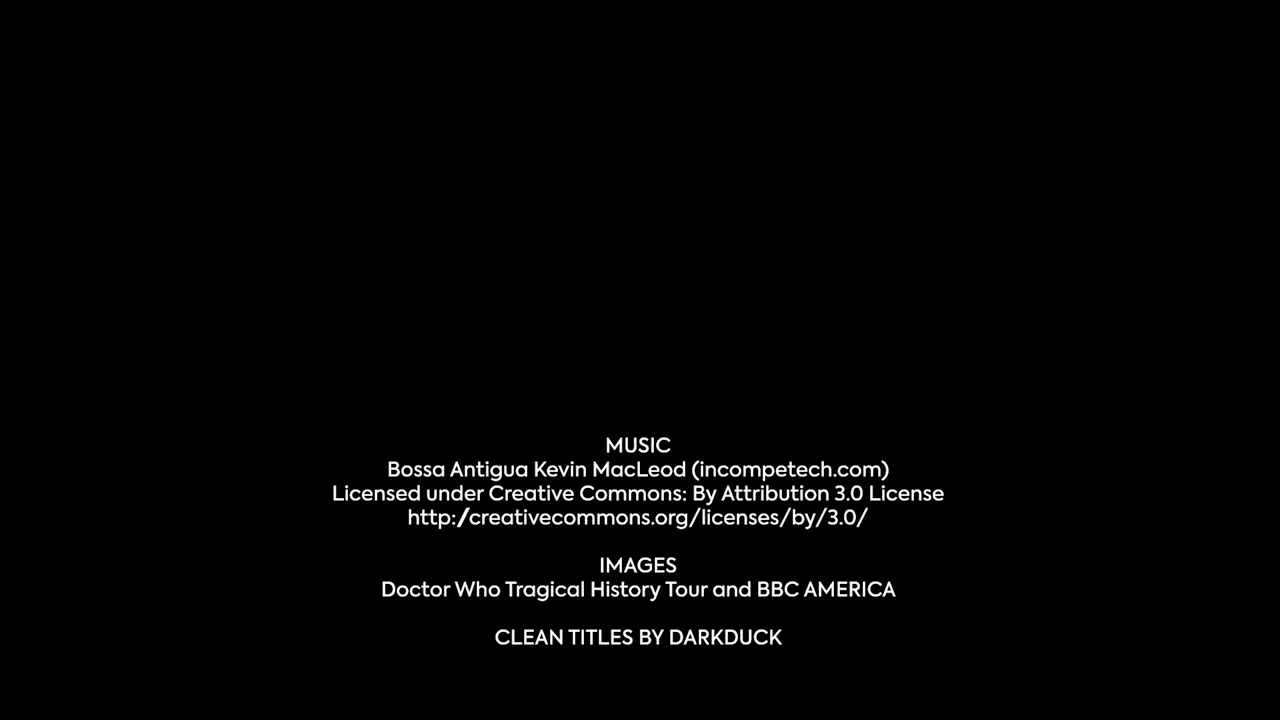 MUSIC
Bossa Antigua Kevin MacLeod (incompetech.com)
Licensed under Creative Commons: By Attribution 3.0 License
http://creativecommons.org/licenses/by/3.0/
IMAGES
Doctor Who Tragical History Tour and BBC AMERICA
CLEAN TITLES BY DARKDUCK